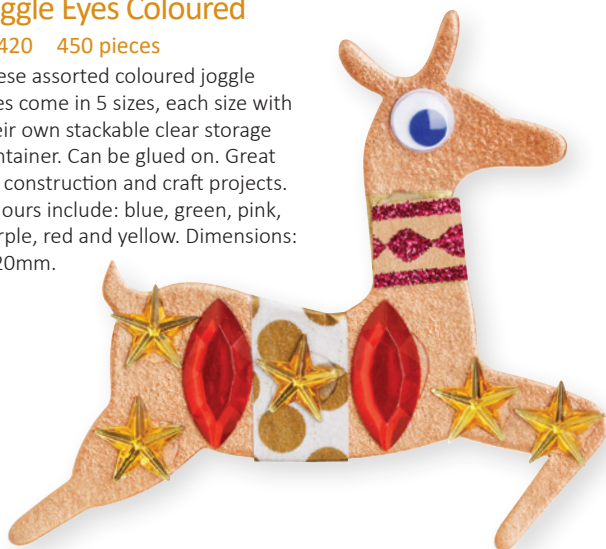 ggle Eyes Coloured
420 450 pieces
ese assorted coloured joggle
es come in 5 sizes, each size with
eir own stackable clear storage
ntainer. Can be glued on. Great
construction and craft projects.
ours include: blue, green, pink,
rple, red and yellow. Dimensions:
20mm.